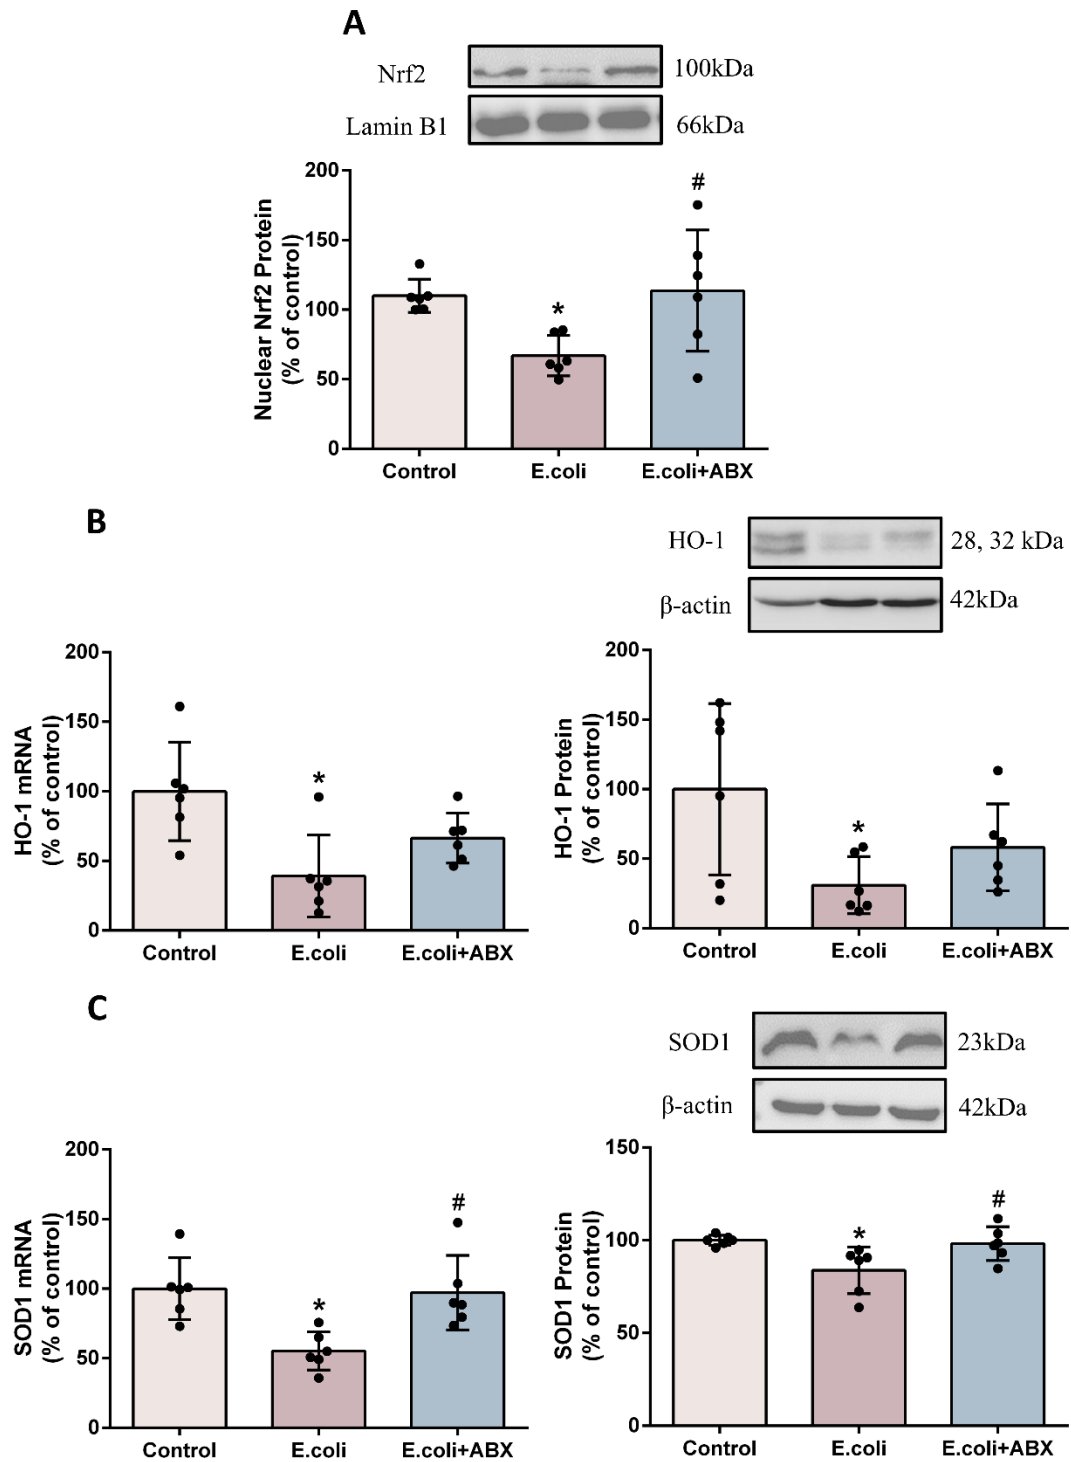 A
Nrf2
100kDa
Lamin B1
66kDa
Nuclear Nrf2 Protein
(% of control)
200
150
100
50
0
*
#
Control
E.coli
E.coli+ABX
B
HO-1
28, 32 kDa
β-actin
42kDa
HO-1 mRNA
(% of control)
200
150
100
50
0
*
Control
E.coli
E.coli+ABX
HO-1 Protein
(% of control)
200
150
100
50
0
*
Control
E.coli
E.coli+ABX
C
SOD1
23kDa
β-actin
42kDa
SOD1 mRNA
(% of control)
200
150
100
50
0
*
#
Control
E.coli
E.coli+ABX
SOD1 Protein
(% of control)
150
100
50
0
*
#
Control
E.coli
E.coli+ABX